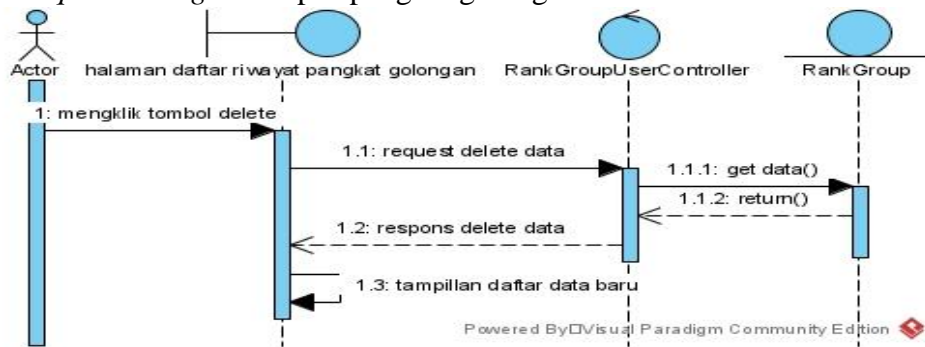 Actor
halaman daftar riwayat pangkat golongan
RankGroupUserController
RankGroup
1: mengklik tombol delete
1.1: request delete data
1.1.1: get data()
1.1.2: return()
1.2: respons delete data
1.3: tampillan daftar data baru
Powered By□Visual Paradigm Community Edition